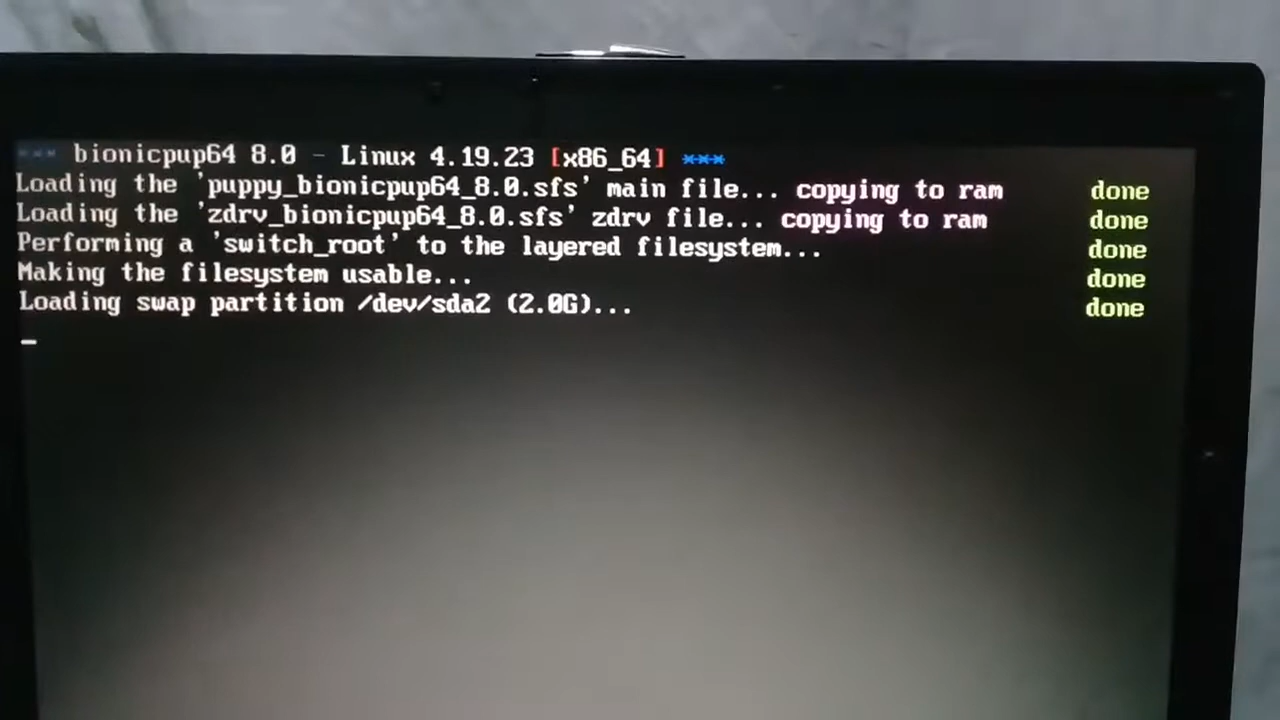 *** bionicpup64 8.0 - Linux 4.19.23 [x86_64] ***
Loading the 'puppy_bionicpup64_8.0.sfs' main file... copying to ram done
Loading the 'zdrv_bionicpup64_8.0.sfs' zdrv file... copying to ram done
Performing a 'switch_root' to the layered filesystem... done
Making the filesystem usable... done
Loading swap partition /dev/sda2 (2.0G)... done